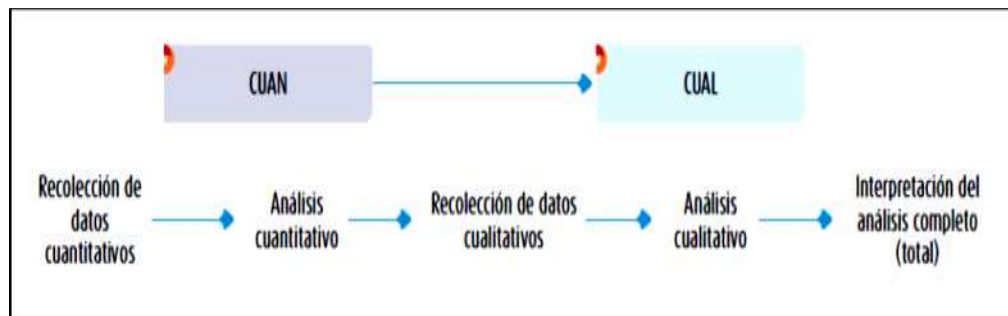 CUAN
CUAL
Recolección de
datos
cuantitativos
Análisis
cuantitativo
Recolección de datos
cualitativos
Análisis
cualitativo
Interpretación del
análisis completo
(total)